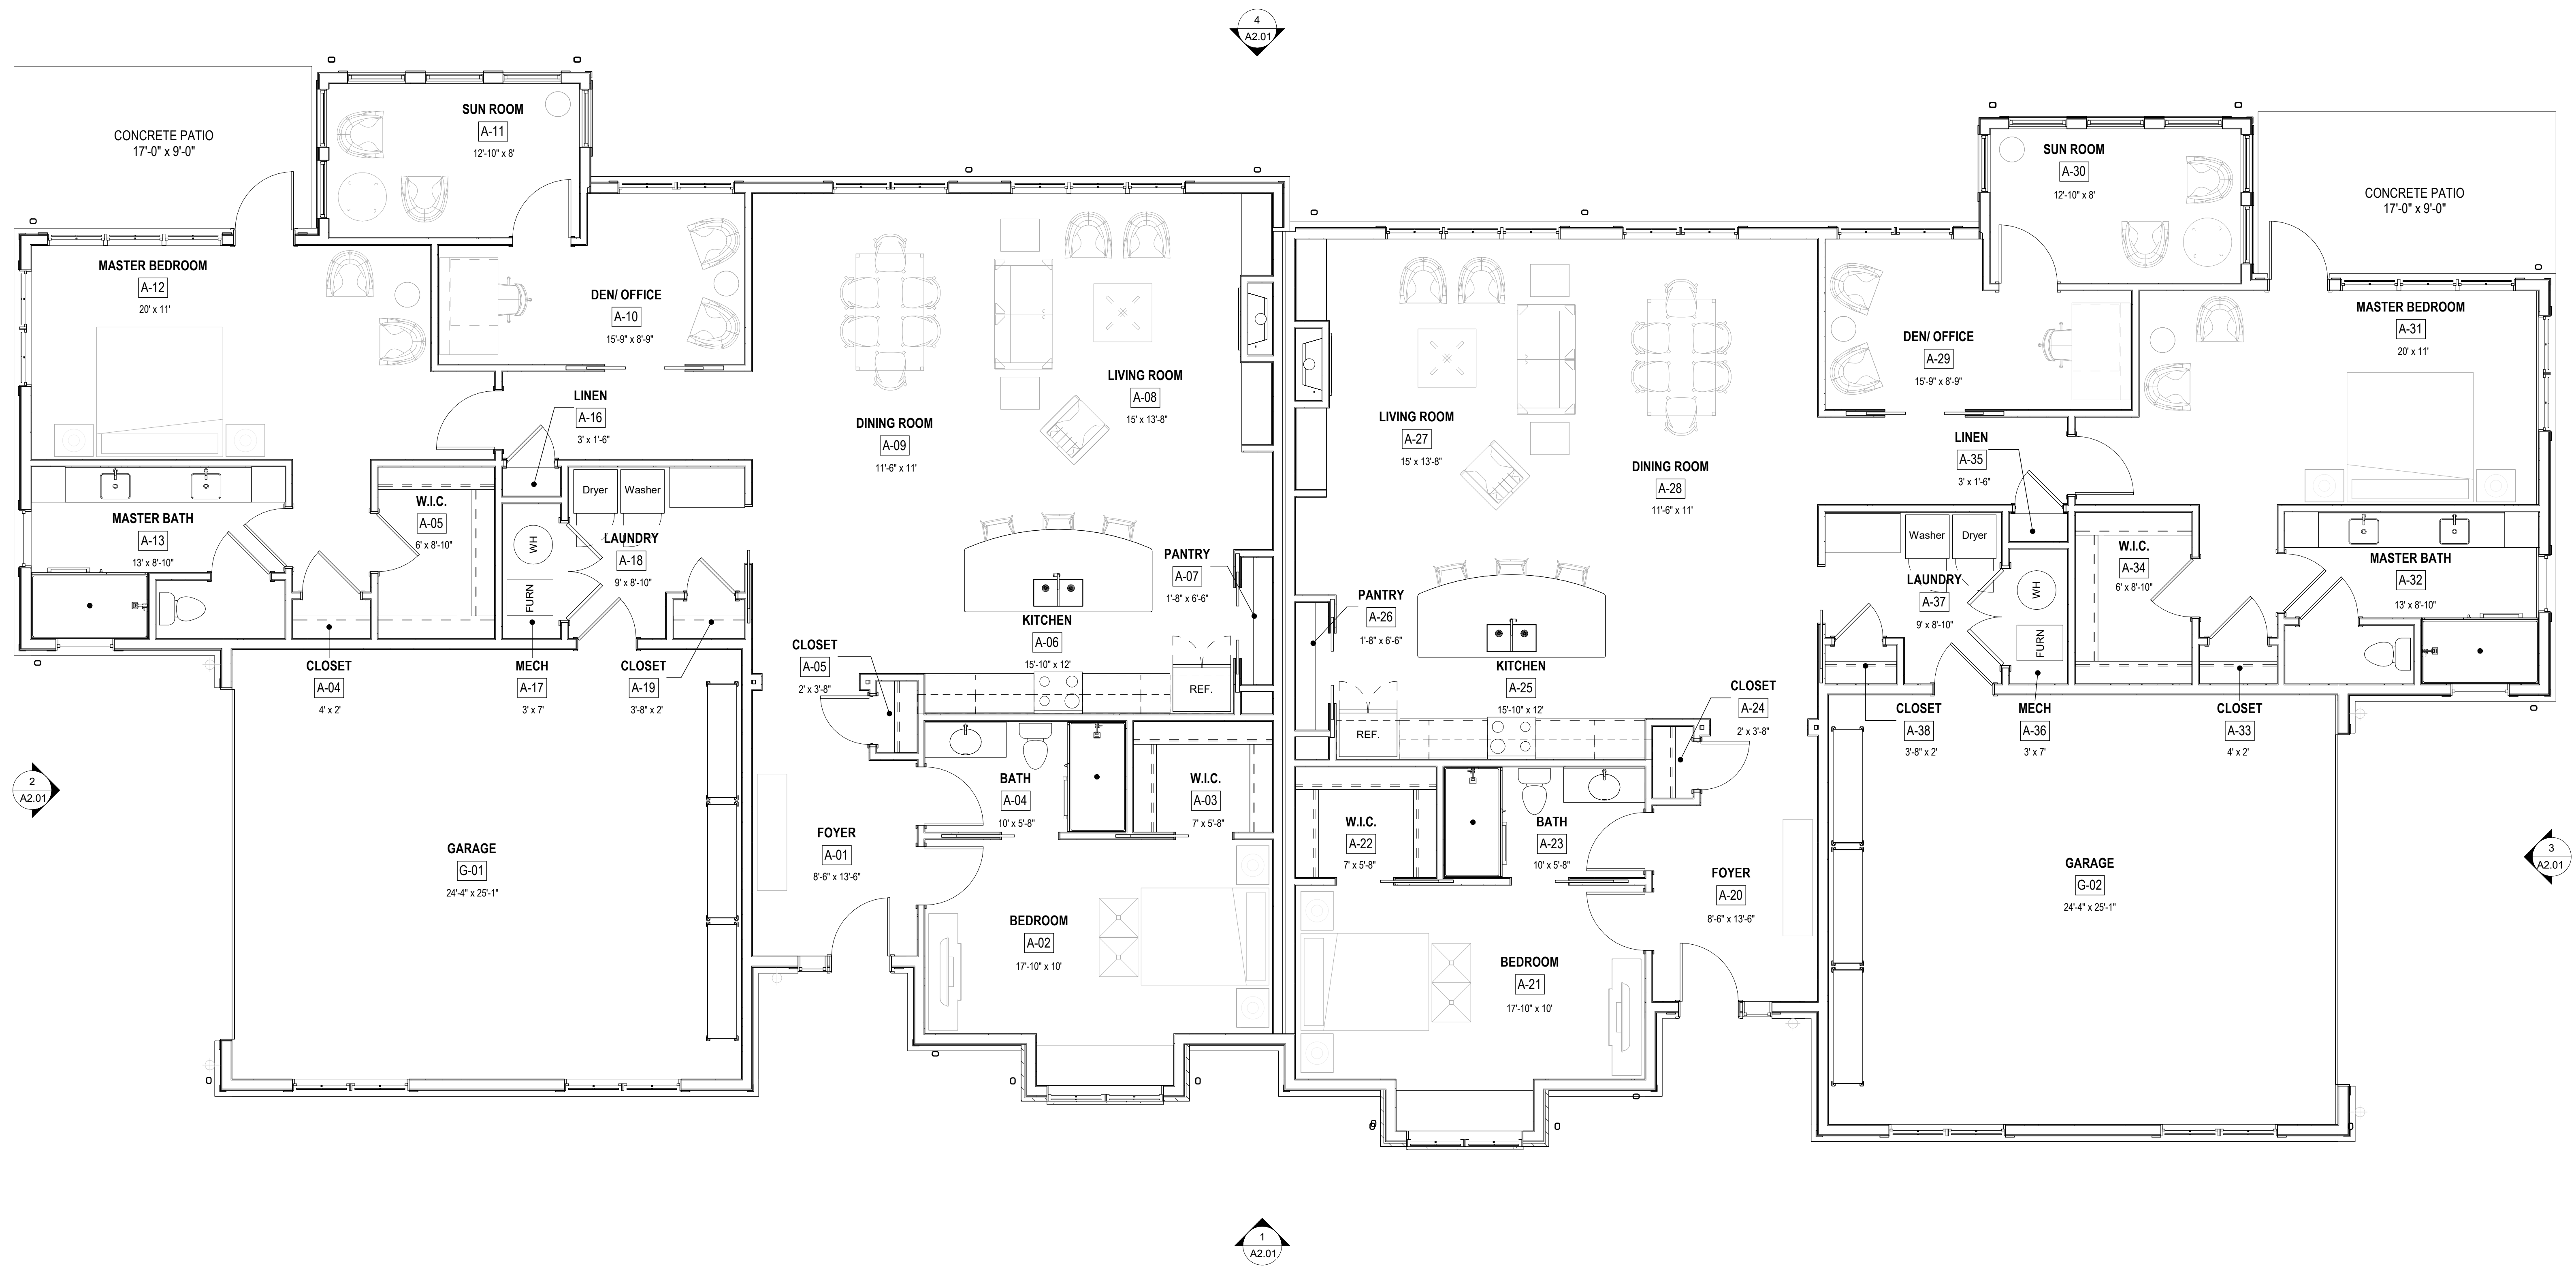 4
A2.01
CONCRETE PATIO
17'-0" x 9'-0"
SUN ROOM
A-11
12'-10" x 8'
MASTER BEDROOM
A-12
20' x 11'
DEN/ OFFICE
A-10
15'-9" x 8'-9"
LINEN
A-16
3' x 1'-6"
DINING ROOM
A-09
11'-6" x 11'
LIVING ROOM
A-08
15' x 13'-8"
MASTER BATH
A-13
13' x 8'-10"
W.I.C.
A-05
6' x 8'-10"
Dryer
Washer
WH
FURN
LAUNDRY
A-18
9' x 8'-10"
PANTRY
A-07
1'-8" x 6'-6"
KITCHEN
A-06
15'-10" x 12'
REF.
CLOSET
A-05
2' x 3'-8"
CLOSET
A-04
4' x 2'
MECH
A-17
3' x 7'
CLOSET
A-19
3'-8" x 2'
BATH
A-04
10' x 5'-8"
W.I.C.
A-03
7' x 5'-8"
FOYER
A-01
8'-6" x 13'-6"
GARAGE
G-01
24'-4" x 25'-1"
BEDROOM
A-02
17'-10" x 10'
2
A2.01
SUN ROOM
A-30
12'-10" x 8'
CONCRETE PATIO
17'-0" x 9'-0"
MASTER BEDROOM
A-31
20' x 11'
DEN/ OFFICE
A-29
15'-9" x 8'-9"
LIVING ROOM
A-27
15' x 13'-8"
DINING ROOM
A-28
11'-6" x 11'
LINEN
A-35
3' x 1'-6"
Washer
Dryer
LAUNDRY
A-37
9' x 8'-10"
WH
FURN
W.I.C.
A-34
6' x 8'-10"
MASTER BATH
A-32
13' x 8'-10"
PANTRY
A-26
1'-8" x 6'-6"
KITCHEN
A-25
15'-10" x 12'
REF.
CLOSET
A-24
2' x 3'-8"
CLOSET
A-38
3'-8" x 2'
MECH
A-36
3' x 7'
CLOSET
A-33
4' x 2'
W.I.C.
A-22
7' x 5'-8"
BATH
A-23
10' x 5'-8"
FOYER
A-20
8'-6" x 13'-6"
GARAGE
G-02
24'-4" x 25'-1"
BEDROOM
A-21
17'-10" x 10'
3
A2.01
1
A2.01